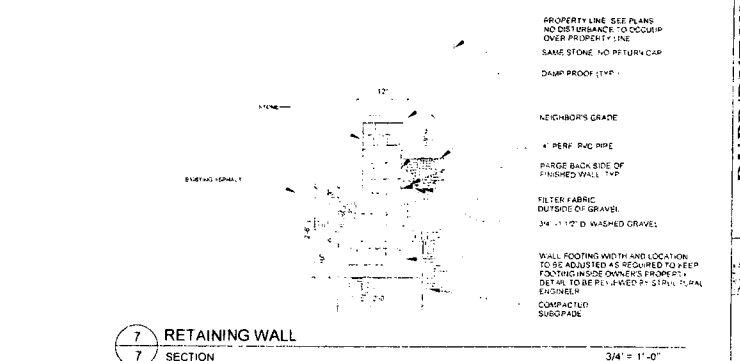 PROPERTY LINE SEE PLANS
NO DISTURBANCE TO OCCUUR
OVER PROPERTY LINE
SAME STONE NO RETURN CAP
DAMP PROOF (TYP.)
12"
STONE
NEIGHBOR'S GRADE
4" PERF. PVC PIPE
PARGE BACK SIDE OF
FINISHED WALL TYP
EXISTING ASPHALT
FILTER FABRIC
OUTSIDE OF GRAVEL
3/4"-1 1/2" D. WASHED GRAVEL
WALL FOOTING WIDTH AND LOCATION
TO BE ADJUSTED AS REQUIRED TO KEEP
FOOTING INSIDE OWNER'S PROPERTY
DETAIL TO BE REVIEWED BY STRUCTURAL
ENGINEER
COMPACTED
SUBGRADE
7 RETAINING WALL
7 SECTION
3/4" = 1'-0"